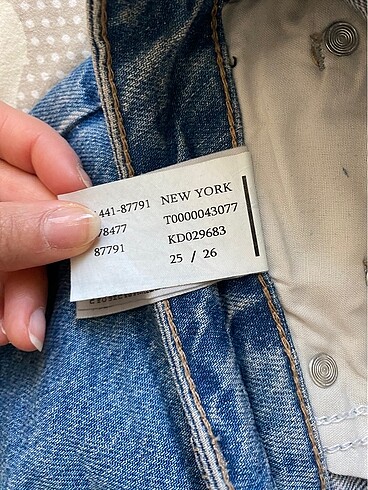 441-87791 NEW YORK
78477 T0000043077
87791 KD029683
25 / 26